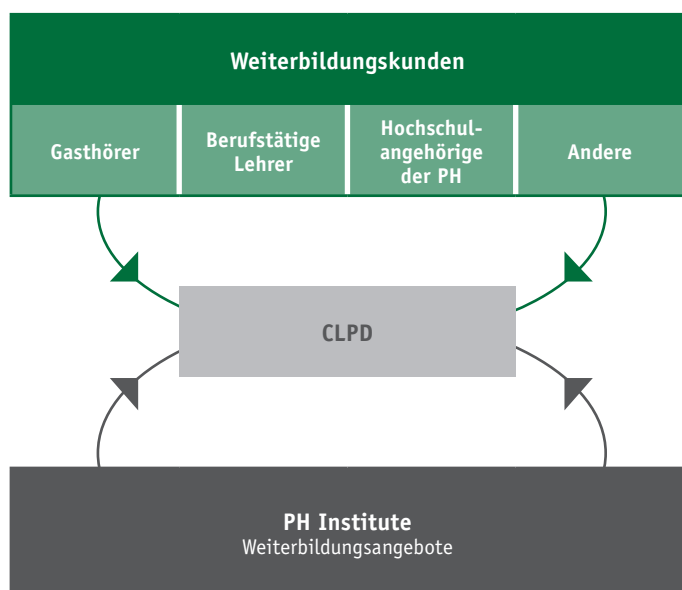 Weiterbildungskunden
Gasthörer
Berufstätige
Lehrer
Hochschul-
angehörige
der PH
Andere
CLPD
PH Institute
Weiterbildungsangebote